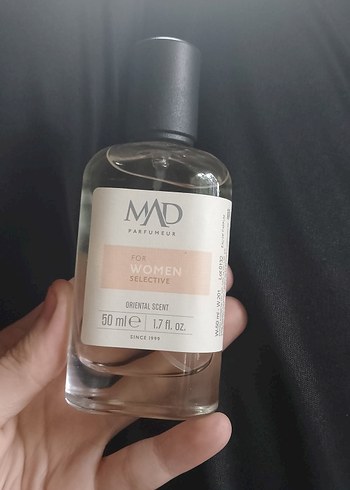 MAD
PARFUMEUR
FOR
WOMEN
SELECTIVE
ORIENTAL SCENT
50 ml℮ 1.7 fl. oz.
SINCE 1999